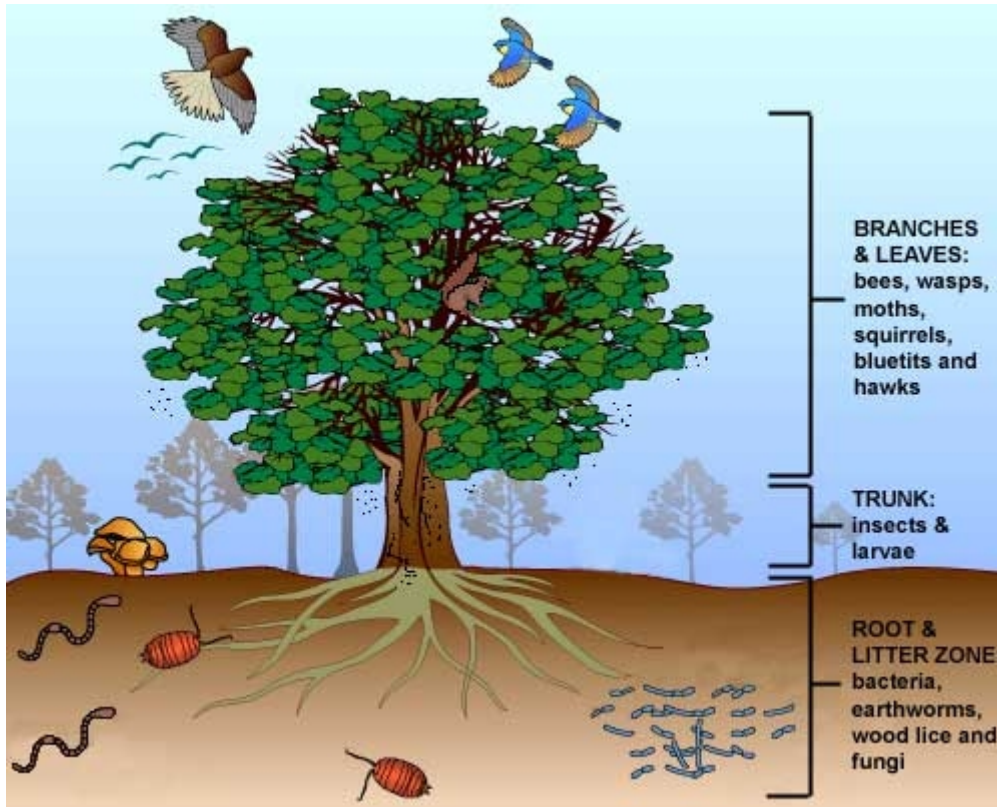 BRANCHES
& LEAVES:
bees, wasps,
moths,
squirrels,
bluetits and
hawks
TRUNK:
insects &
larvae
ROOT &
LITTER ZONE
bacteria,
earthworms,
wood lice and
fungi